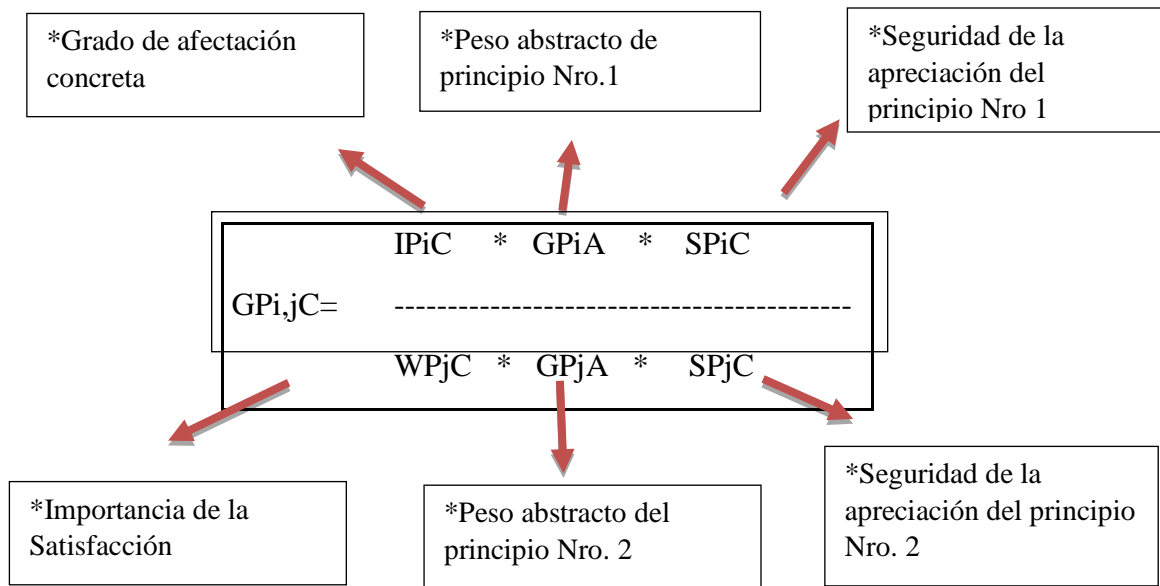 *Grado de afectación
concreta
*Peso abstracto de
principio Nro.1
*Seguridad de la
apreciación del
principio Nro 1
IPiC * GPiA * SPiC
GPi,jC= -----------------------------------------
WPjC * GPjA * SPjC
*Importancia de la
Satisfacción
*Peso abstracto del
principio Nro. 2
*Seguridad de la
apreciación del principio
Nro. 2